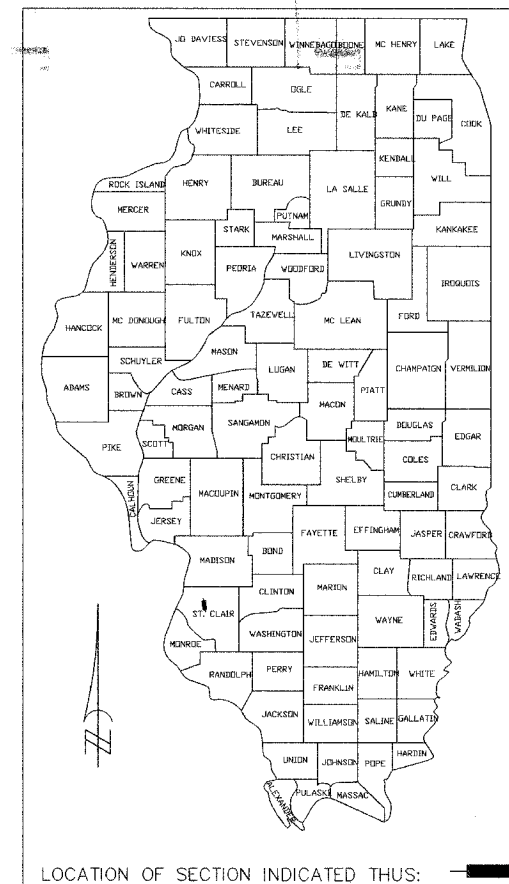 JO DAVIESS STEVENSON WINNEBAGO BOONE MC HENRY LAKE
CARROLL OGLE DE KALB KANE DU PAGE COOK
WHITESIDE LEE
KENDALL WILL
ROCK ISLAND HENRY BUREAU LA SALLE GRUNDY
MERCER PUTNAM
STARK MARSHALL KANKAKEE
HENDERSON WARREN KNOX PEORIA WOODFORD LIVINGSTON
IROQUOIS
HANCOCK MC DONOUGH FULTON TAZEWELL MC LEAN FORD
SCHUYLER MASON
ADAMS BROWN CASS MENARD LUGAN DE WITT PIATT CHAMPAIGN VERMILION
MACON
PIKE SCOTT MORGAN SANGAMON CHRISTIAN MOULTRIE DOUGLAS EDGAR
COLES
CALHOUN GREENE MACOUPIN MONTGOMERY SHELBY CUMBERLAND CLARK
JERSEY
FAYETTE EFFINGHAM JASPER CRAWFORD
MADISON BOND
CLAY RICHLAND LAWRENCE
CLINTON MARION
ST. CLAIR WAYNE EDWARDS WABASH
MONROE WASHINGTON JEFFERSON
RANDOLPH PERRY HAMILTON WHITE
FRANKLIN
JACKSON WILLIAMSON SALINE GALLATIN
UNION JOHNSON POPE HARDIN
ALEXANDER PULASKI MASSAC
LOCATION OF SECTION INDICATED THUS: